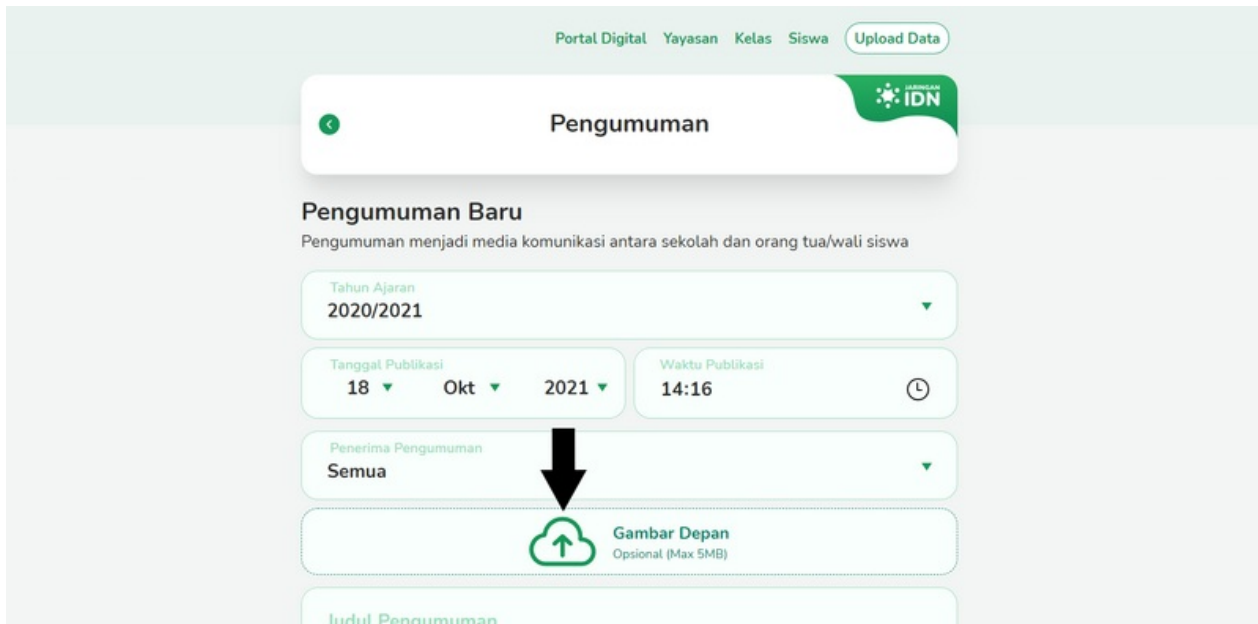 Portal Digital Yayasan Kelas Siswa Upload Data
JARINGAN
IDN
Pengumuman
Pengumuman Baru
Pengumuman menjadi media komunikasi antara sekolah dan orang tua/wali siswa
Tahun Ajaran
2020/2021
Tanggal Publikasi
18 Okt 2021
Waktu Publikasi
14:16
Penerima Pengumuman
Semua
Gambar Depan
Opsional (Max 5MB)
Judul Pengumuman